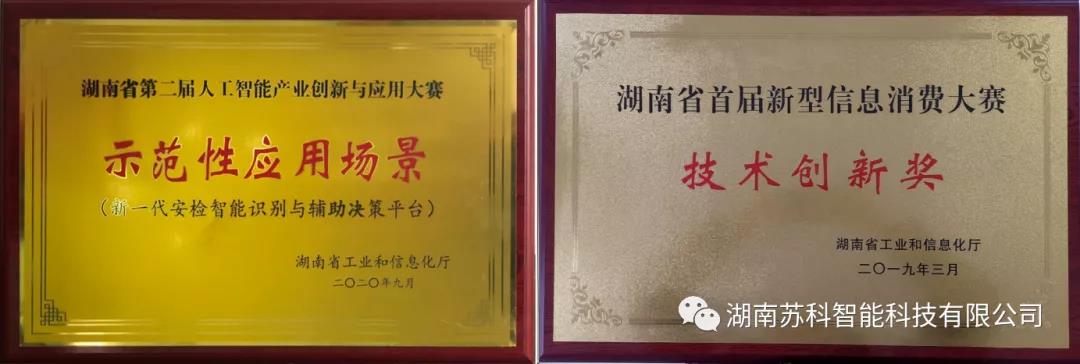 湖南省第二届人工智能产业创新与应用大赛
示范性应用场景
（新一代安检智能识别与辅助决策平台）
湖南省工业和信息化厅
二〇二〇年九月
湖南省首届新型信息消费大赛
技术创新奖
湖南省工业和信息化厅
二〇一九年三月
湖南苏科智能科技有限公司